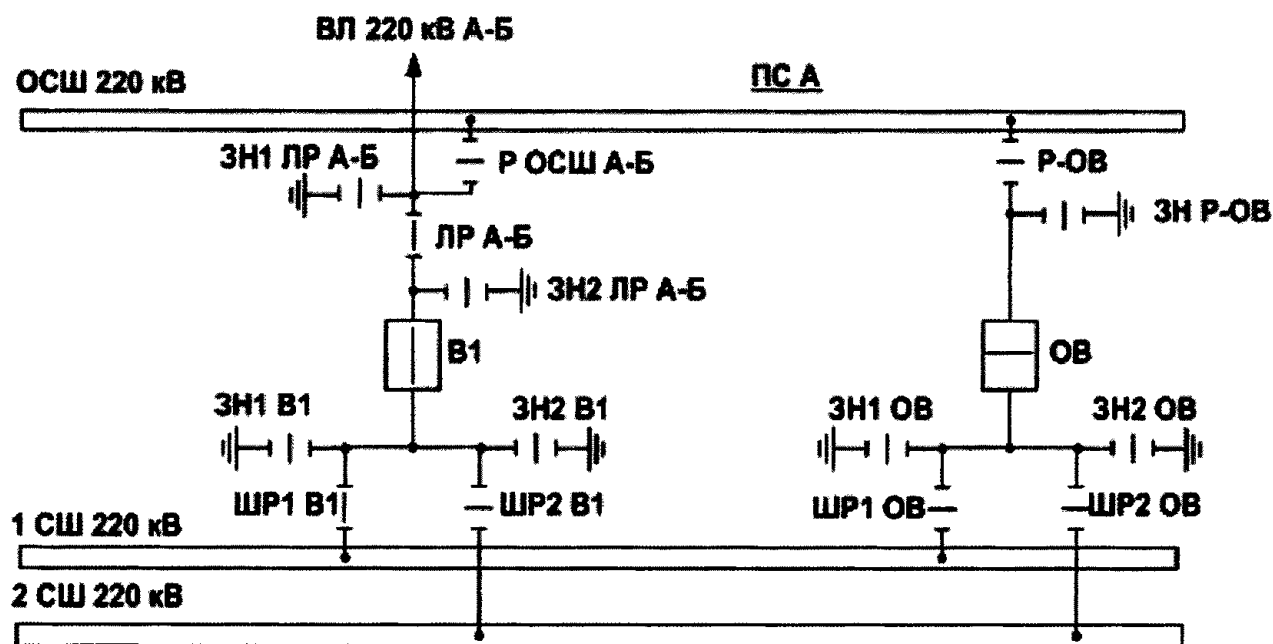 ВЛ 220 кВ А-Б
ОСШ 220 кВ
ПС А
ЗН1 ЛР А-Б
Р ОСШ А-Б
Р-ОВ
ЗН Р-ОВ
ЛР А-Б
ЗН2 ЛР А-Б
В1
ОВ
ЗН1 В1
ЗН2 В1
ЗН1 ОВ
ЗН2 ОВ
ШР1 В1
ШР2 В1
ШР1 ОВ
ШР2 ОВ
1 СШ 220 кВ
2 СШ 220 кВ